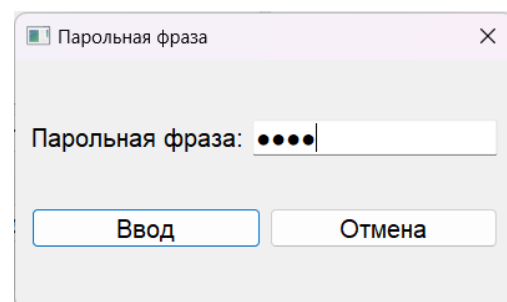 Парольная фраза
Парольная фраза: ●●●●
Ввод Отмена